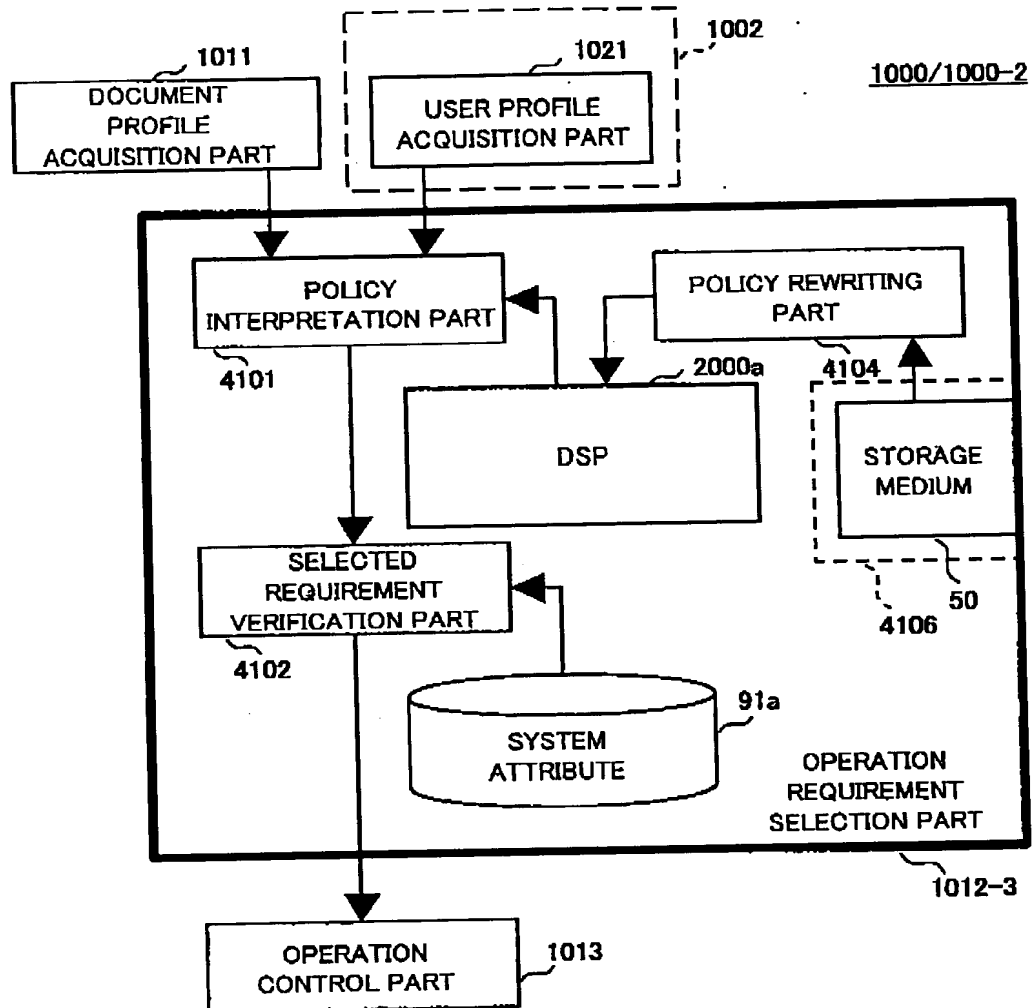 1002
1011
1021
1000/1000-2
DOCUMENT
PROFILE
ACQUISITION PART
USER PROFILE
ACQUISITION PART
POLICY
INTERPRETATION PART
4101
POLICY REWRITING
PART
4104
2000a
DSP
STORAGE
MEDIUM
50
4106
SELECTED
REQUIREMENT
VERIFICATION PART
4102
91a
SYSTEM
ATTRIBUTE
OPERATION
REQUIREMENT
SELECTION PART
1012-3
OPERATION
CONTROL PART
1013